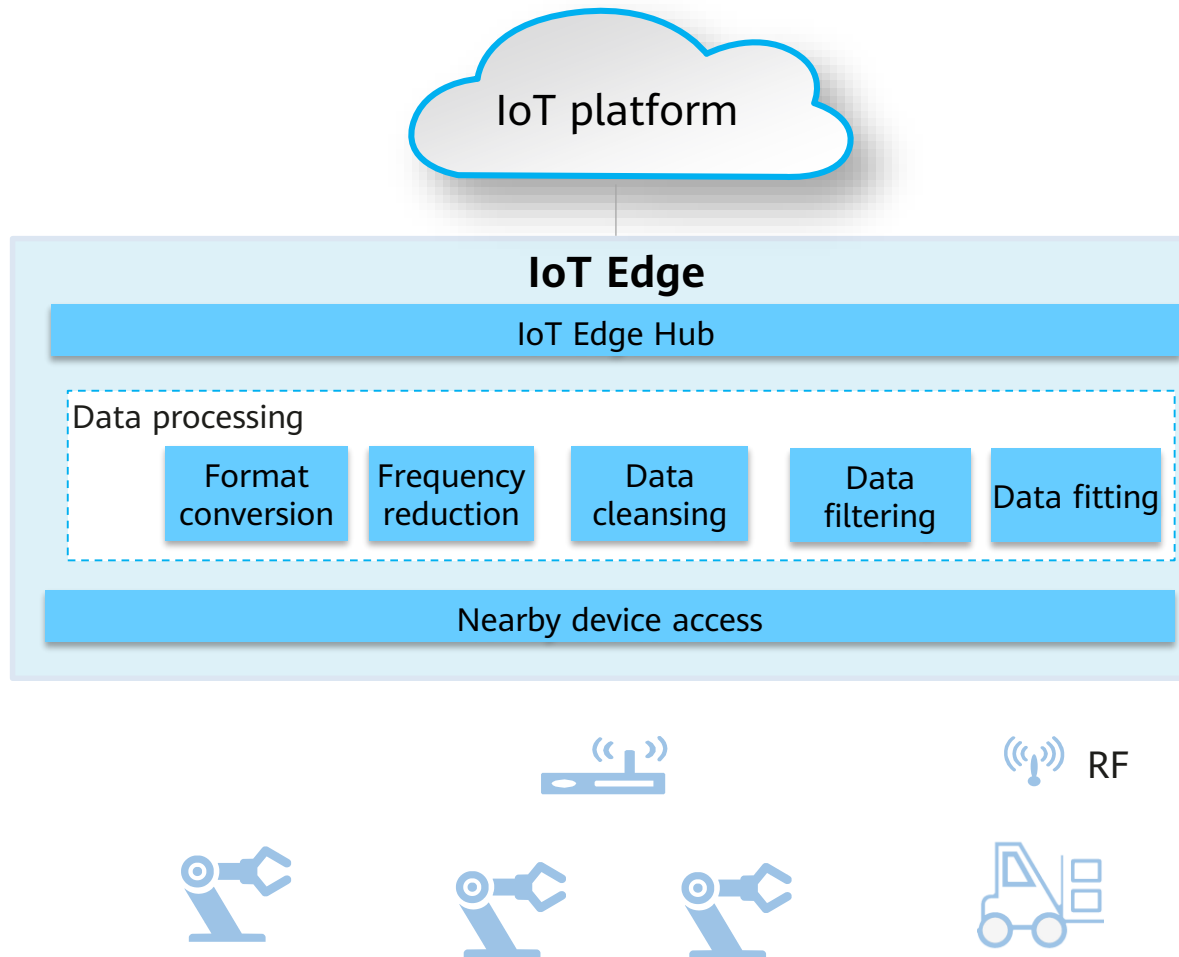 IoT platform
IoT Edge
IoT Edge Hub
Data processing
Format
conversion
Frequency
reduction
Data
cleansing
Data
filtering
Data fitting
Nearby device access
RF